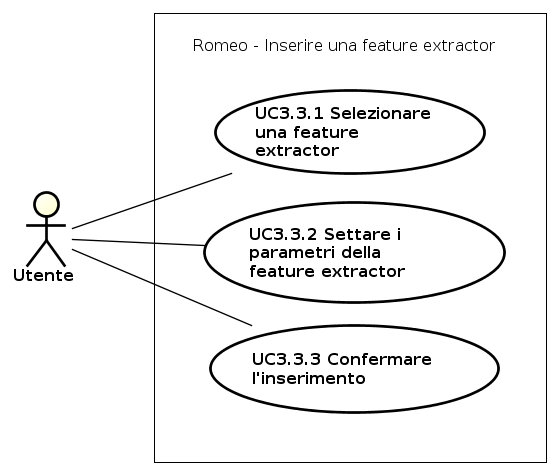 Romeo - Inserire una feature extractor
UC3.3.1 Selezionare
una feature
extractor
UC3.3.2 Settare i
parametri della
feature extractor
Utente
UC3.3.3 Confermare
l'inserimento